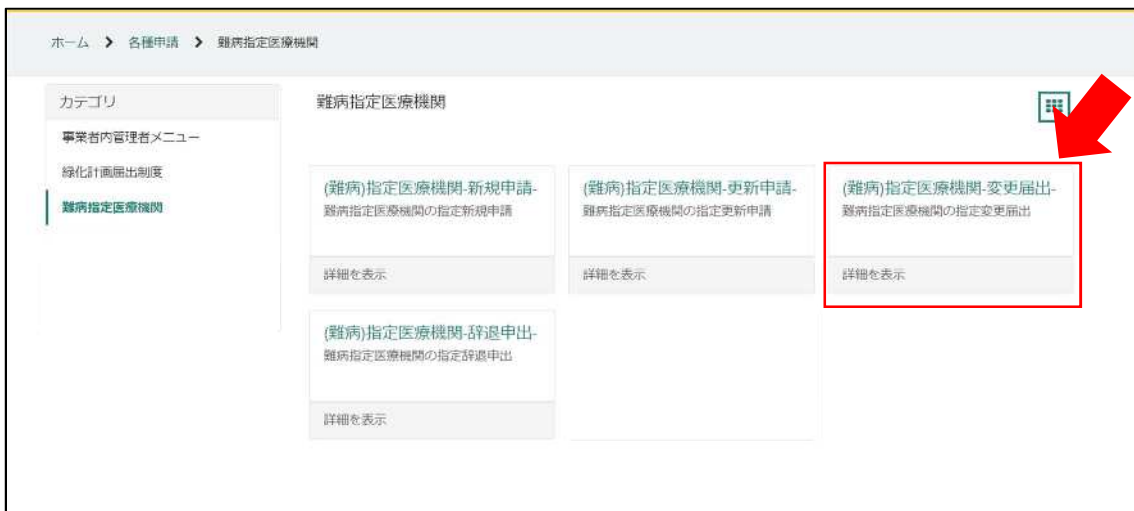 ホーム > 各種申請 > 難病指定医療機関
カテゴリ
事業者内管理者メニュー
緑化計画届出制度
難病指定医療機関
難病指定医療機関
(難病)指定医療機関-新規申請-
難病指定医療機関の指定新規申請
詳細を表示
(難病)指定医療機関-更新申請-
難病指定医療機関の指定更新申請
詳細を表示
(難病)指定医療機関-変更届出-
難病指定医療機関の指定変更届出
詳細を表示
(難病)指定医療機関-辞退申出-
難病指定医療機関の指定辞退申出
詳細を表示